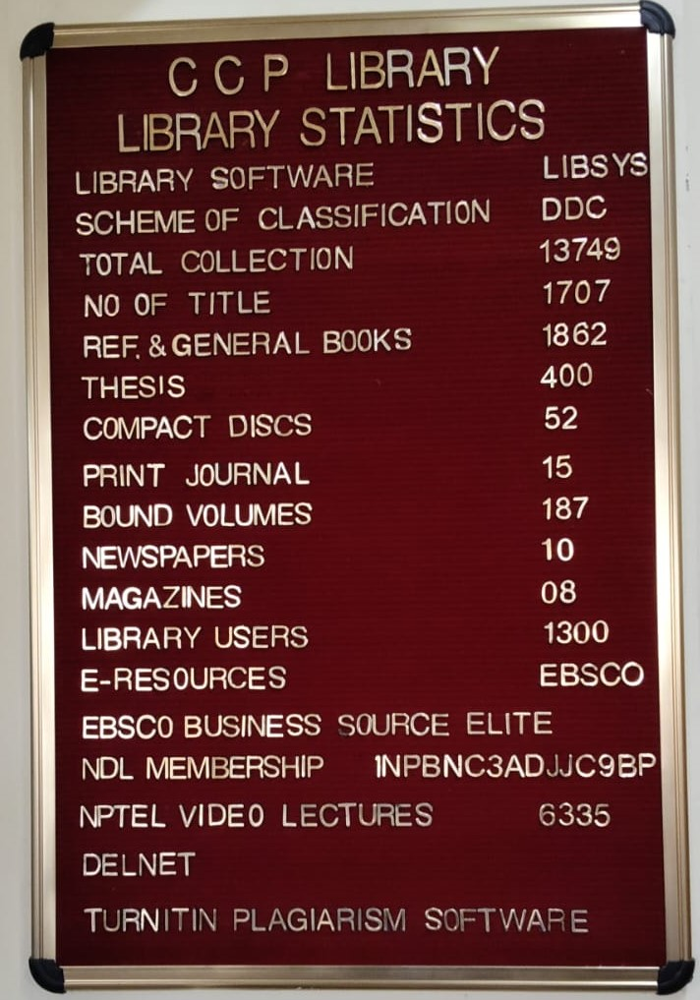 C C P LIBRARY
LIBRARY STATISTICS
LIBRARY SOFTWARE LIBSYS
SCHEME OF CLASSIFICATION DDC
TOTAL COLLECTION 13749
NO OF TITLE 1707
REF. & GENERAL BOOKS 1862
THESIS 400
COMPACT DISCS 52
PRINT JOURNAL 15
BOUND VOLUMES 187
NEWSPAPERS 10
MAGAZINES 08
LIBRARY USERS 1300
E-RESOURCES EBSCO
EBSCO BUSINESS SOURCE ELITE
NDL MEMBERSHIP INPBNC3ADJJC9BP
NPTEL VIDEO LECTURES 6335
DELNET
TURNITIN PLAGIARISM SOFTWARE